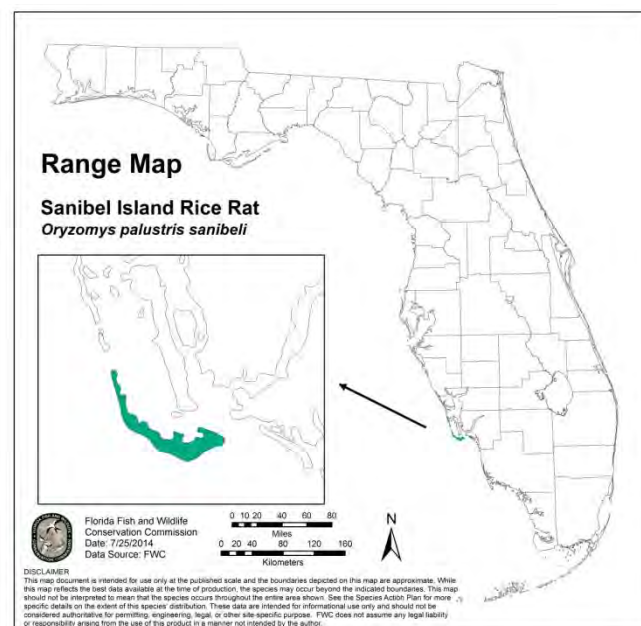 Range Map
Sanibel Island Rice Rat
Oryzomys palustris sanibeli
Florida Fish and Wildlife
Conservation Commission
Date: 7/25/2014
Data Source: FWC
0 10 20 40 60 80
Miles
0 20 40 80 120 160
Kilometers
N
DISCLAIMER
This map document is intended for use only at the published scale and the boundaries depicted on this map are approximate. While
this map reflects the best data available at the time of production, the species may occur beyond the indicated boundaries. This map
should not be interpreted to mean that the species occurs throughout the entire area shown. See the Species Action Plan for more
specific details on the extent of this species' distribution. These data are intended for informational use only and should not be
considered authoritative for permitting, engineering, legal, or other site-specific purpose. FWC does not assume any legal liability
or responsibility arising from the use of this product in a manner not intended by the author.